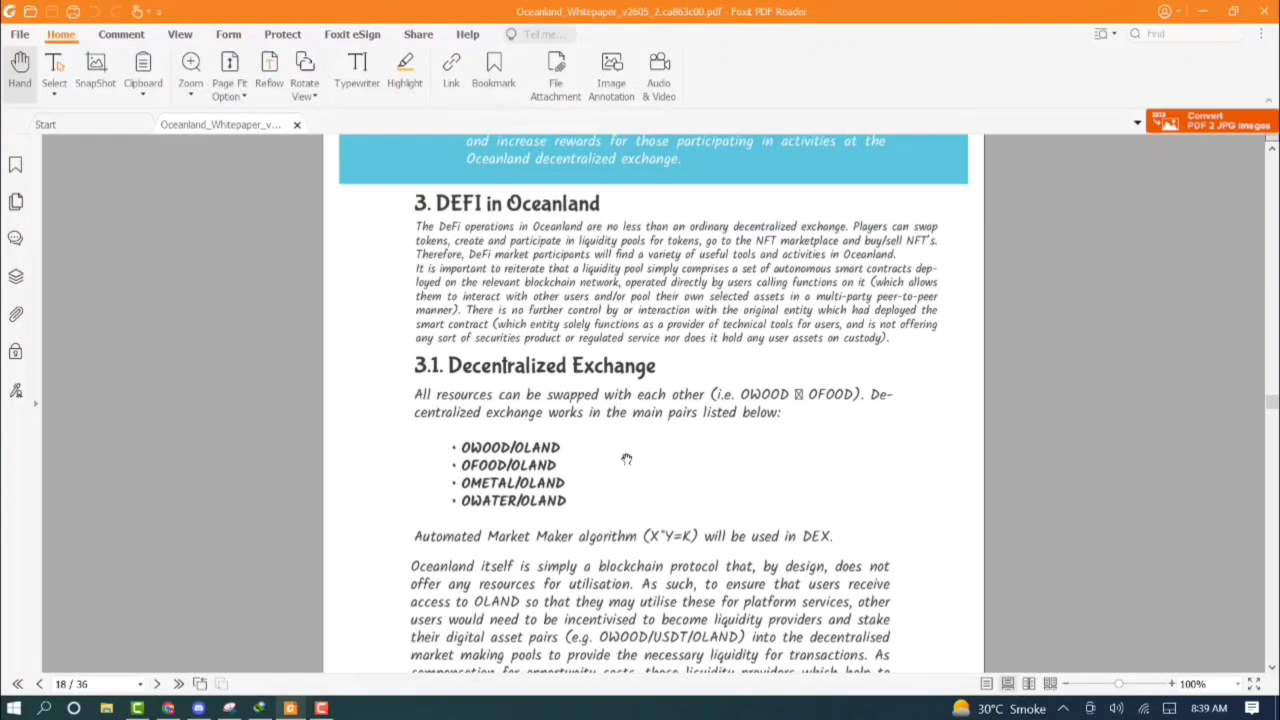 Oceanland_Whitepaper_v2605_2.ca863c00.pdf - Foxit PDF Reader
File Home Comment View Form Protect Foxit eSign Share Help Tell me... Find
Hand Select SnapShot Clipboard Zoom Page Fit Option Reflow Rotate View Typewriter Highlight Link Bookmark File Attachment Image Annotation Audio & Video
Start Oceanland_Whitepaper_v... Convert PDF 2 JPG Images
and increase rewards for those participating in activities at the
Oceanland decentralized exchange.
3. DEFI in Oceanland
The DeFi operations in Oceanland are no less than an ordinary decentralized exchange. Players can swap
tokens, create and participate in liquidity pools for tokens, go to the NFT marketplace and buy/sell NFT's.
Therefore, DeFi market participants will find a variety of useful tools and activities in Oceanland.
It is important to reiterate that a liquidity pool simply comprises a set of autonomous smart contracts dep-
loyed on the relevant blockchain network, operated directly by users calling functions on it (which allows
them to interact with other users and/or pool their own selected assets in a multi-party peer-to-peer
manner). There is no further control by or interaction with the original entity which had deployed the
smart contract (which entity solely functions as a provider of technical tools for users, and is not offering
any sort of securities product or regulated service nor does it hold any user assets on custody).
3.1. Decentralized Exchange
All resources can be swapped with each other (i.e. OWOOD OFOOD). De-
centralized exchange works in the main pairs listed below:
• OWOOD/OLAND
• OFOOD/OLAND
• OMETAL/OLAND
• OWATER/OLAND
Automated Market Maker algorithm (X*Y=K) will be used in DEX.
Oceanland itself is simply a blockchain protocol that, by design, does not
offer any resources for utilisation. As such, to ensure that users receive
access to OLAND so that they may utilise these for platform services, other
users would need to be incentivised to become liquidity providers and stake
their digital asset pairs (e.g. OWOOD/USDT/OLAND) into the decentralised
market making pools to provide the necessary liquidity for transactions. As
compensation for opportunity costs, these liquidity providers which help to
18 / 36 100%
30°C Smoke 8:39 AM